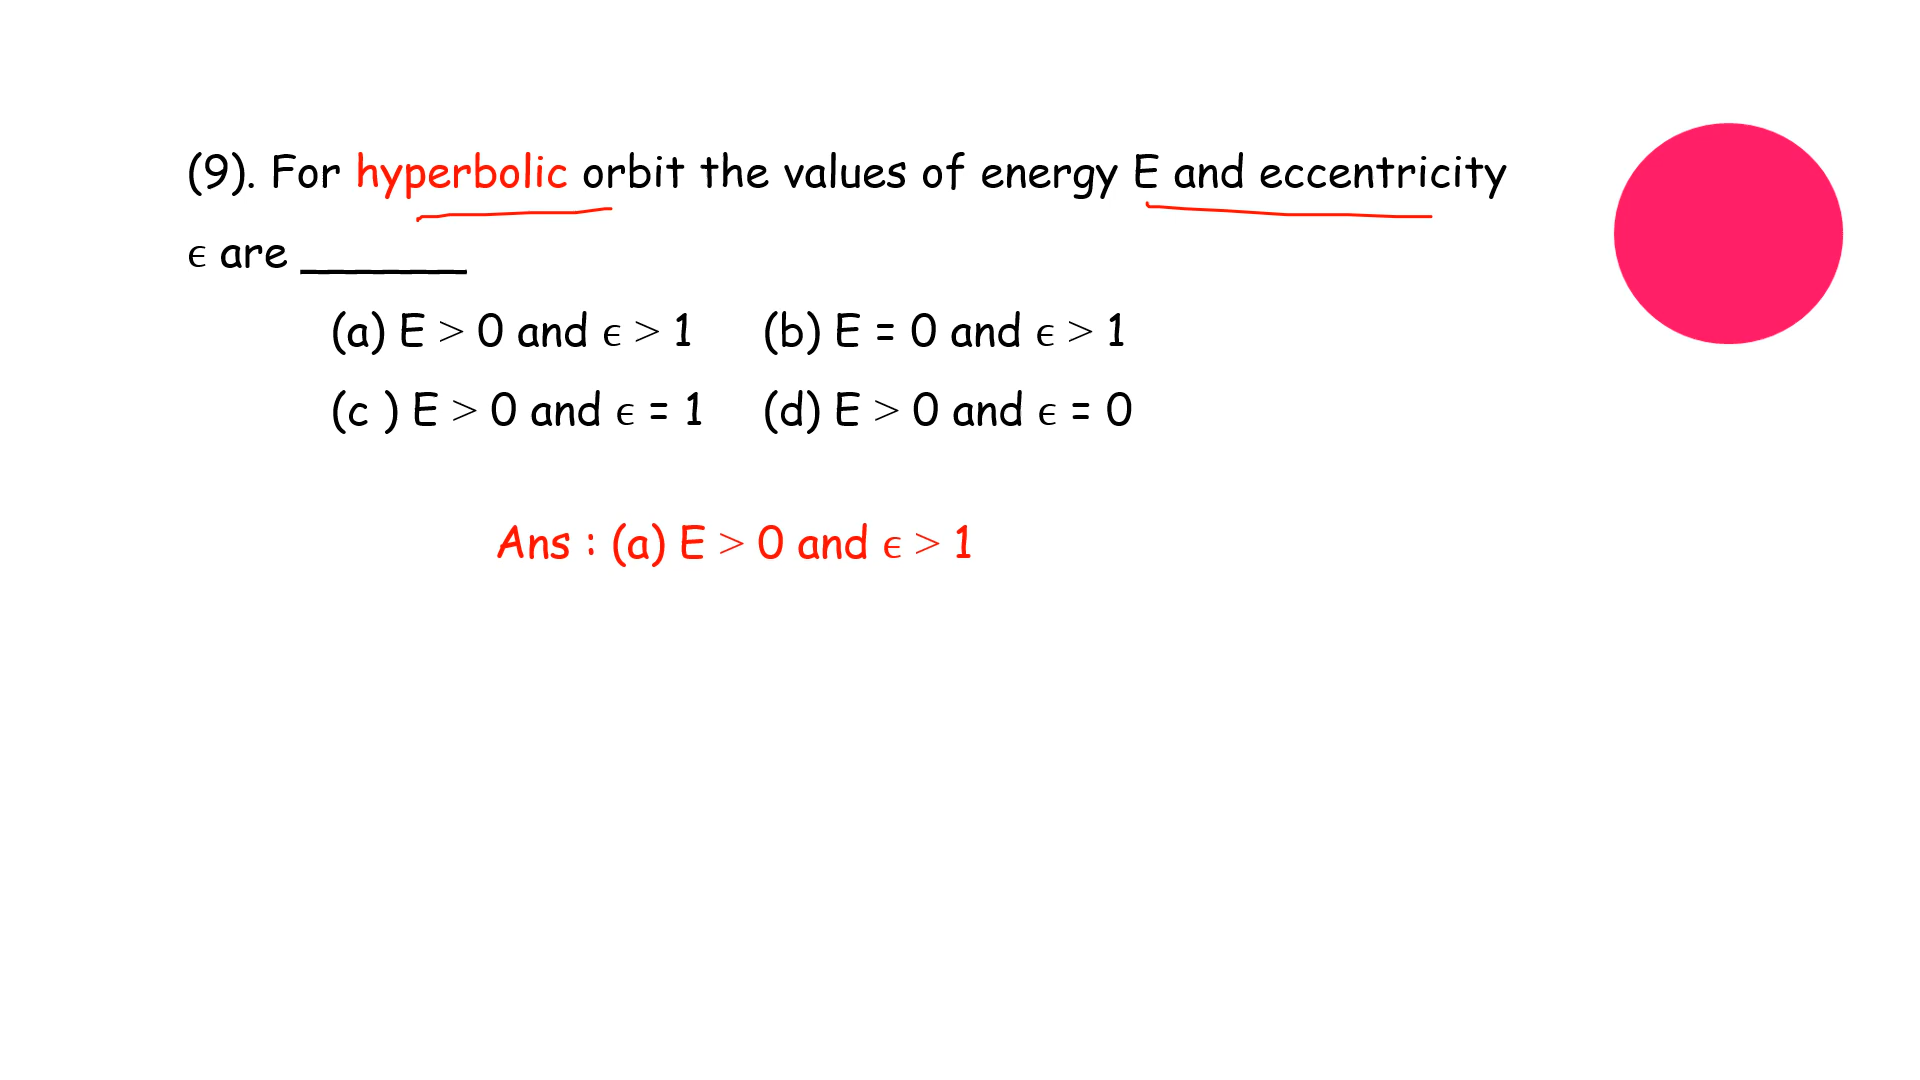 (9). For hyperbolic orbit the values of energy E and eccentricity
ϵ are ______
(a) E > 0 and ϵ > 1 (b) E = 0 and ϵ > 1
(c ) E > 0 and ϵ = 1 (d) E > 0 and ϵ = 0
Ans : (a) E > 0 and ϵ > 1